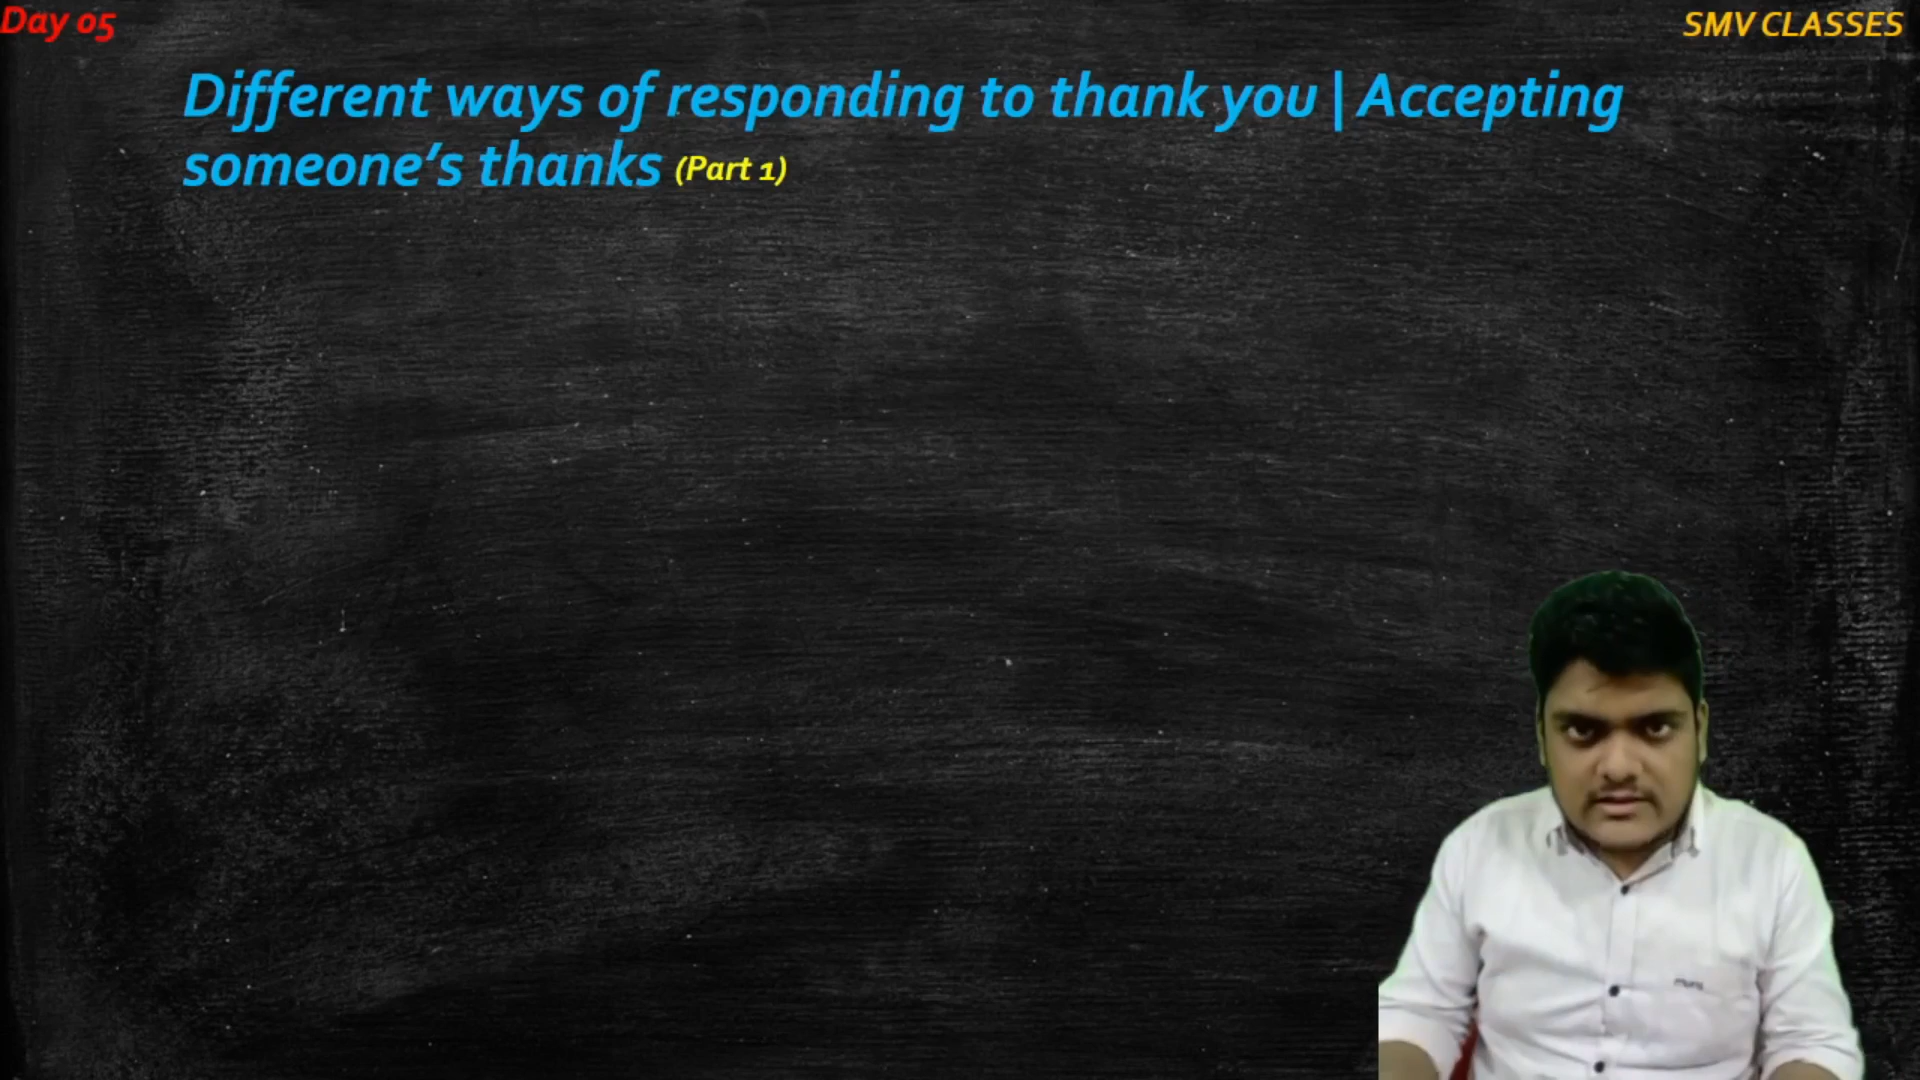 Day 05
SMV CLASSES
Different ways of responding to thank you | Accepting
someone’s thanks (Part 1)